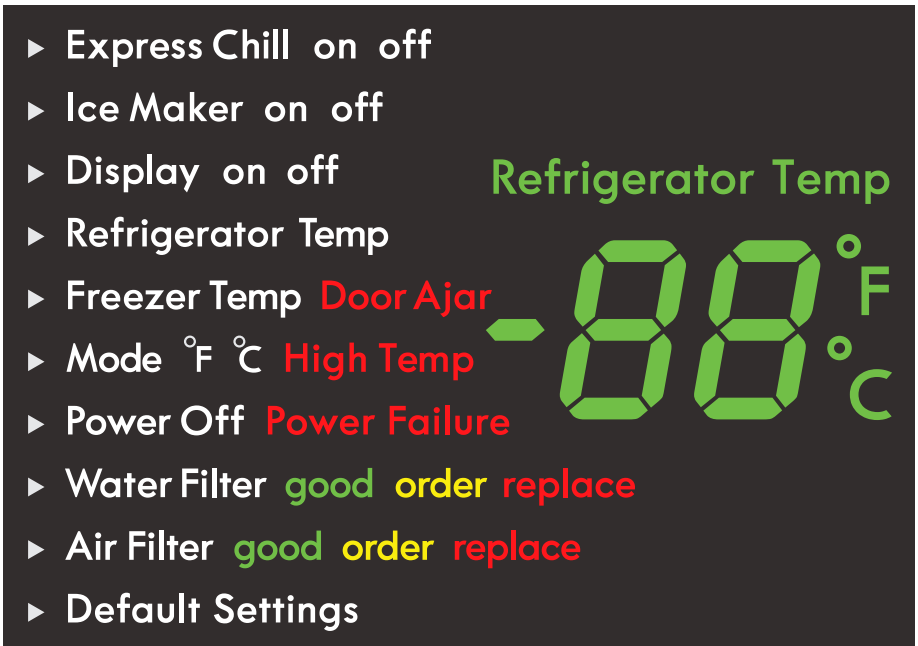 Express Chill on off
Ice Maker on off
Display on off
Refrigerator Temp
Freezer Temp Door Ajar
Mode °F °C High Temp
Power Off Power Failure
Water Filter good order replace
Air Filter good order replace
Default Settings
Refrigerator Temp
-88 °F °C